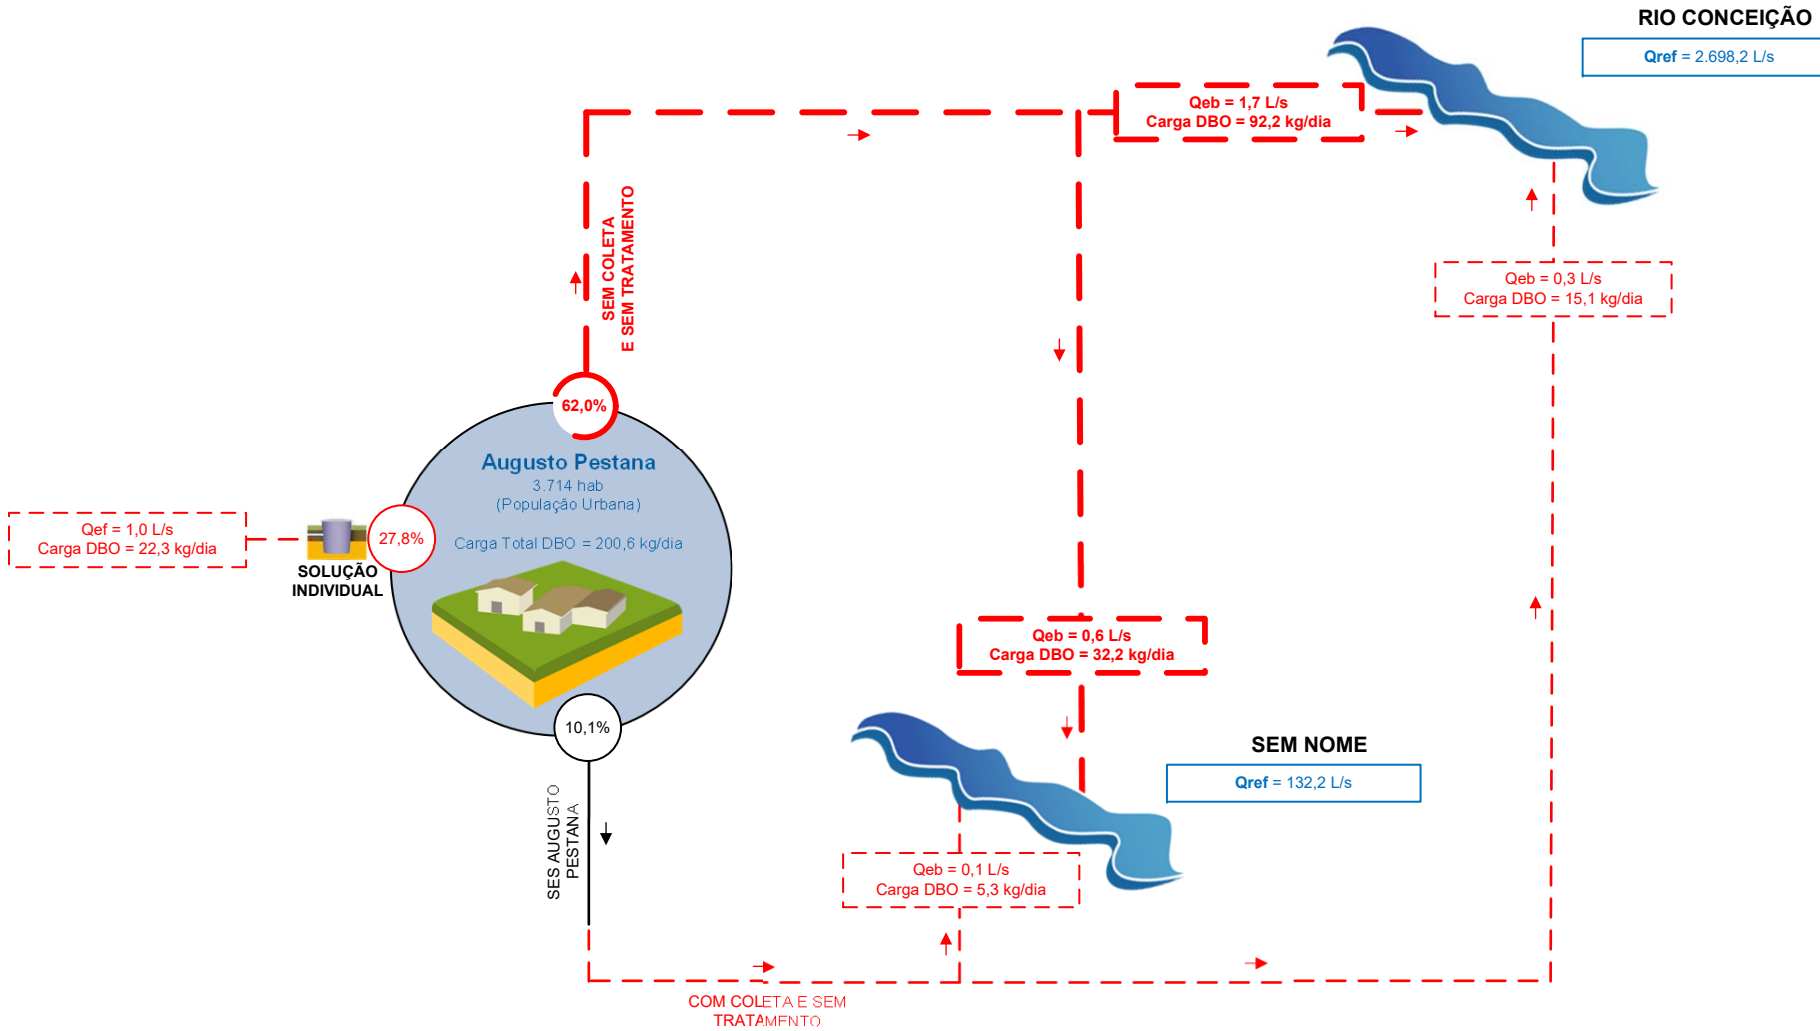 RIO CONCEIÇÃO
Qref = 2.698,2 L/s
Qeb = 1,7 L/s
Carga DBO = 92,2 kg/dia
SEM COLETA
E SEM TRATAMENTO
Qeb = 0,3 L/s
Carga DBO = 15,1 kg/dia
62,0%
Augusto Pestana
3.714 hab
(População Urbana)
Carga Total DBO = 200,6 kg/dia
27,8%
Qef = 1,0 L/s
Carga DBO = 22,3 kg/dia
SOLUÇÃO
INDIVIDUAL
Qeb = 0,6 L/s
Carga DBO = 32,2 kg/dia
10,1%
SEM NOME
Qref = 132,2 L/s
SES AUGUSTO
PESTANA
Qeb = 0,1 L/s
Carga DBO = 5,3 kg/dia
COM COLETA E SEM
TRATAMENTO